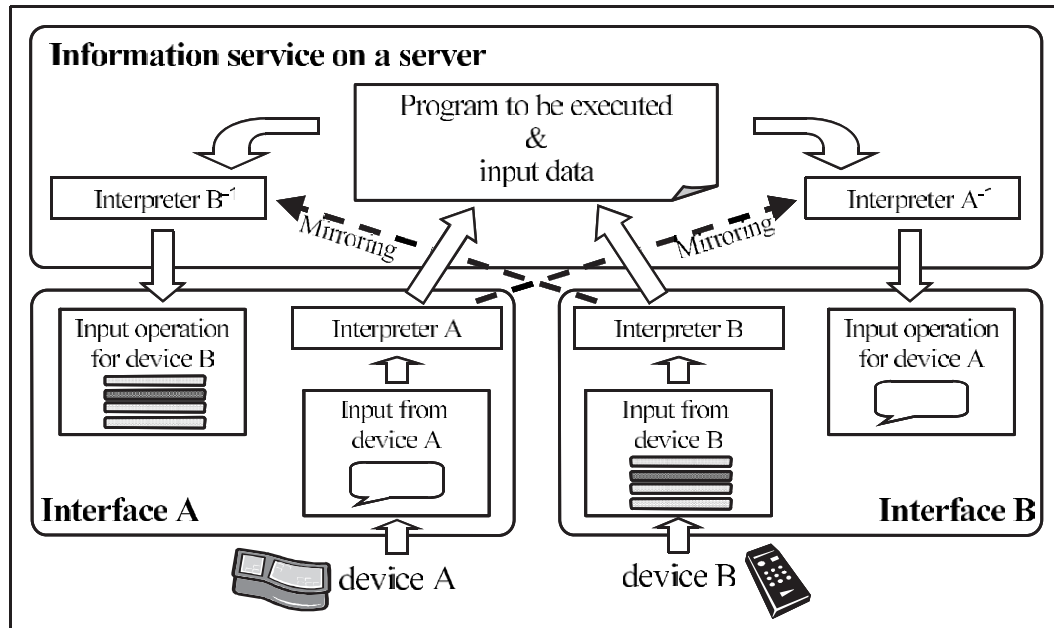 Information service on a server
Program to be executed
&
input data
Interpreter B⁻¹
Interpreter A⁻¹
Mirroring
Mirroring
Input operation
for device B
Interpreter A
Interpreter B
Input operation
for device A
Input from
device A
Input from
device B
Interface A
Interface B
device A
device B